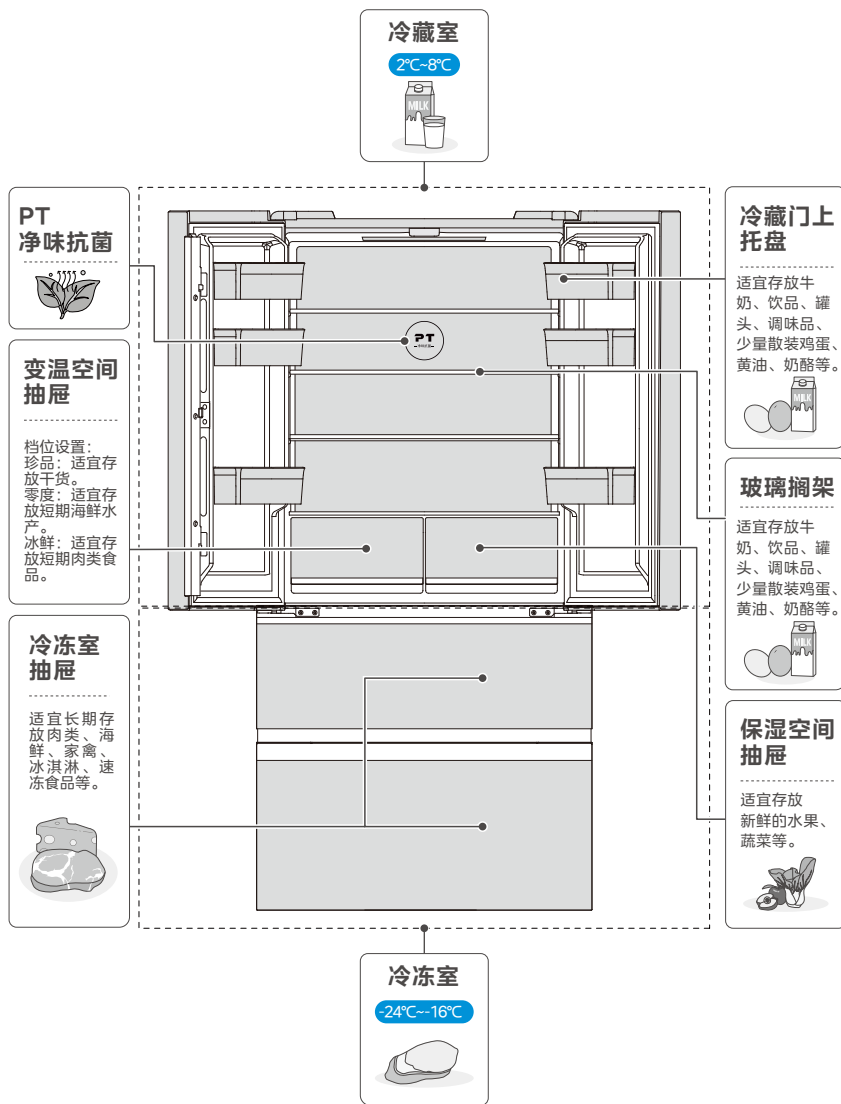 冷藏室
2℃~8℃
MILK
PT
净味抗菌
变温空间
抽屉
档位设置：
珍品：适宜存
放干货。
零度：适宜存
放短期海鲜水
产。
冰鲜：适宜存
放短期肉类食
品。
冷冻室
抽屉
适宜长期存
放肉类、海
鲜、家禽、
冰淇淋、速
冻食品等。
PT
冷藏门上
托盘
适宜存放牛
奶、饮品、罐
头、调味品、
少量散装鸡蛋、
黄油、奶酪等。
MILK
玻璃搁架
适宜存放牛
奶、饮品、罐
头、调味品、
少量散装鸡蛋、
黄油、奶酪等。
MILK
保湿空间
抽屉
适宜存放
新鲜的水果、
蔬菜等。
冷冻室
-24℃~-16℃